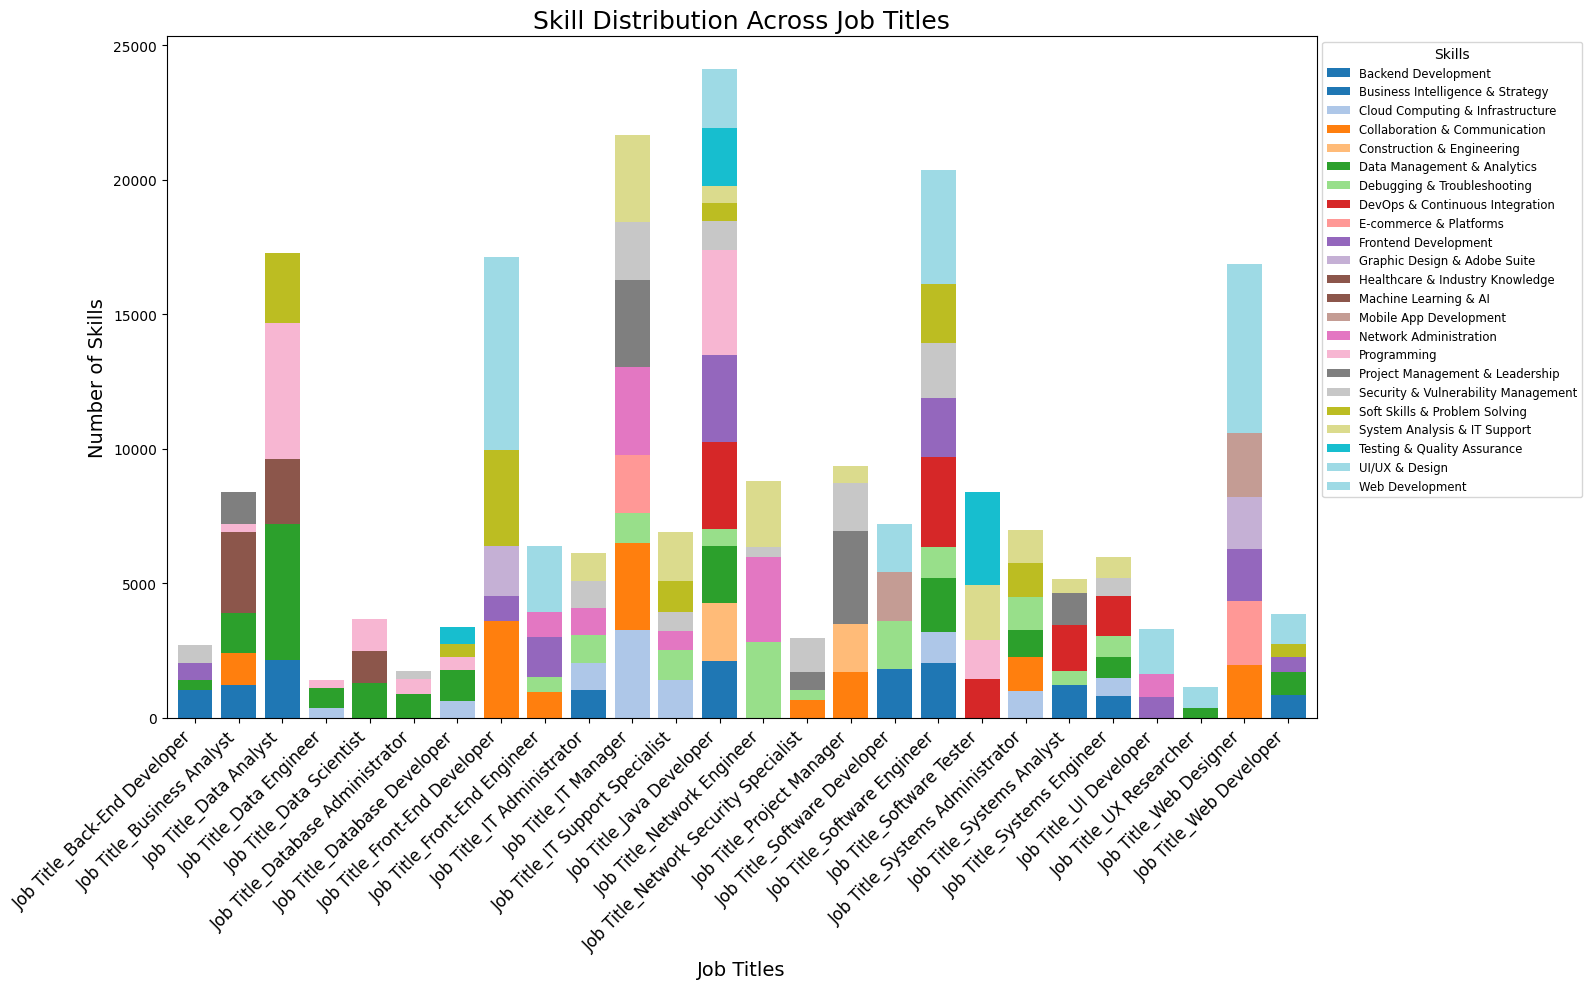 Skill Distribution Across Job Titles
Number of Skills
25000
20000
15000
10000
5000
0
Job Title_Back-End Developer
Job Title_Business Analyst
Job Title_Data Analyst
Job Title_Data Engineer
Job Title_Data Scientist
Job Title_Database Administrator
Job Title_Database Developer
Job Title_Front-End Developer
Job Title_Front-End Engineer
Job Title_IT Administrator
Job Title_IT Manager
Job Title_IT Support Specialist
Job Title_Java Developer
Job Title_Network Engineer
Job Title_Network Security Specialist
Job Title_Project Manager
Job Title_Software Developer
Job Title_Software Engineer
Job Title_Software Tester
Job Title_Systems Administrator
Job Title_Systems Analyst
Job Title_Systems Engineer
Job Title_UI Developer
Job Title_UX Researcher
Job Title_Web Designer
Job Title_Web Developer
Job Titles
Skills
Backend Development
Business Intelligence & Strategy
Cloud Computing & Infrastructure
Collaboration & Communication
Construction & Engineering
Data Management & Analytics
Debugging & Troubleshooting
DevOps & Continuous Integration
E-commerce & Platforms
Frontend Development
Graphic Design & Adobe Suite
Healthcare & Industry Knowledge
Machine Learning & AI
Mobile App Development
Network Administration
Programming
Project Management & Leadership
Security & Vulnerability Management
Soft Skills & Problem Solving
System Analysis & IT Support
Testing & Quality Assurance
UI/UX & Design
Web Development